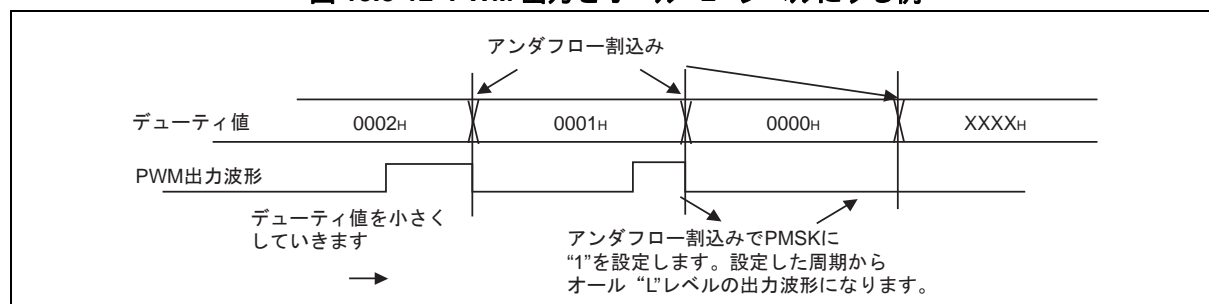 アンダフロー割込み
デューティ値 0002H 0001H 0000H XXXXH
PWM出力波形
デューティ値を小さく
していきます
アンダフロー割込みでPMSKに
“1”を設定します。設定した周期から
オール “L”レベルの出力波形になります。